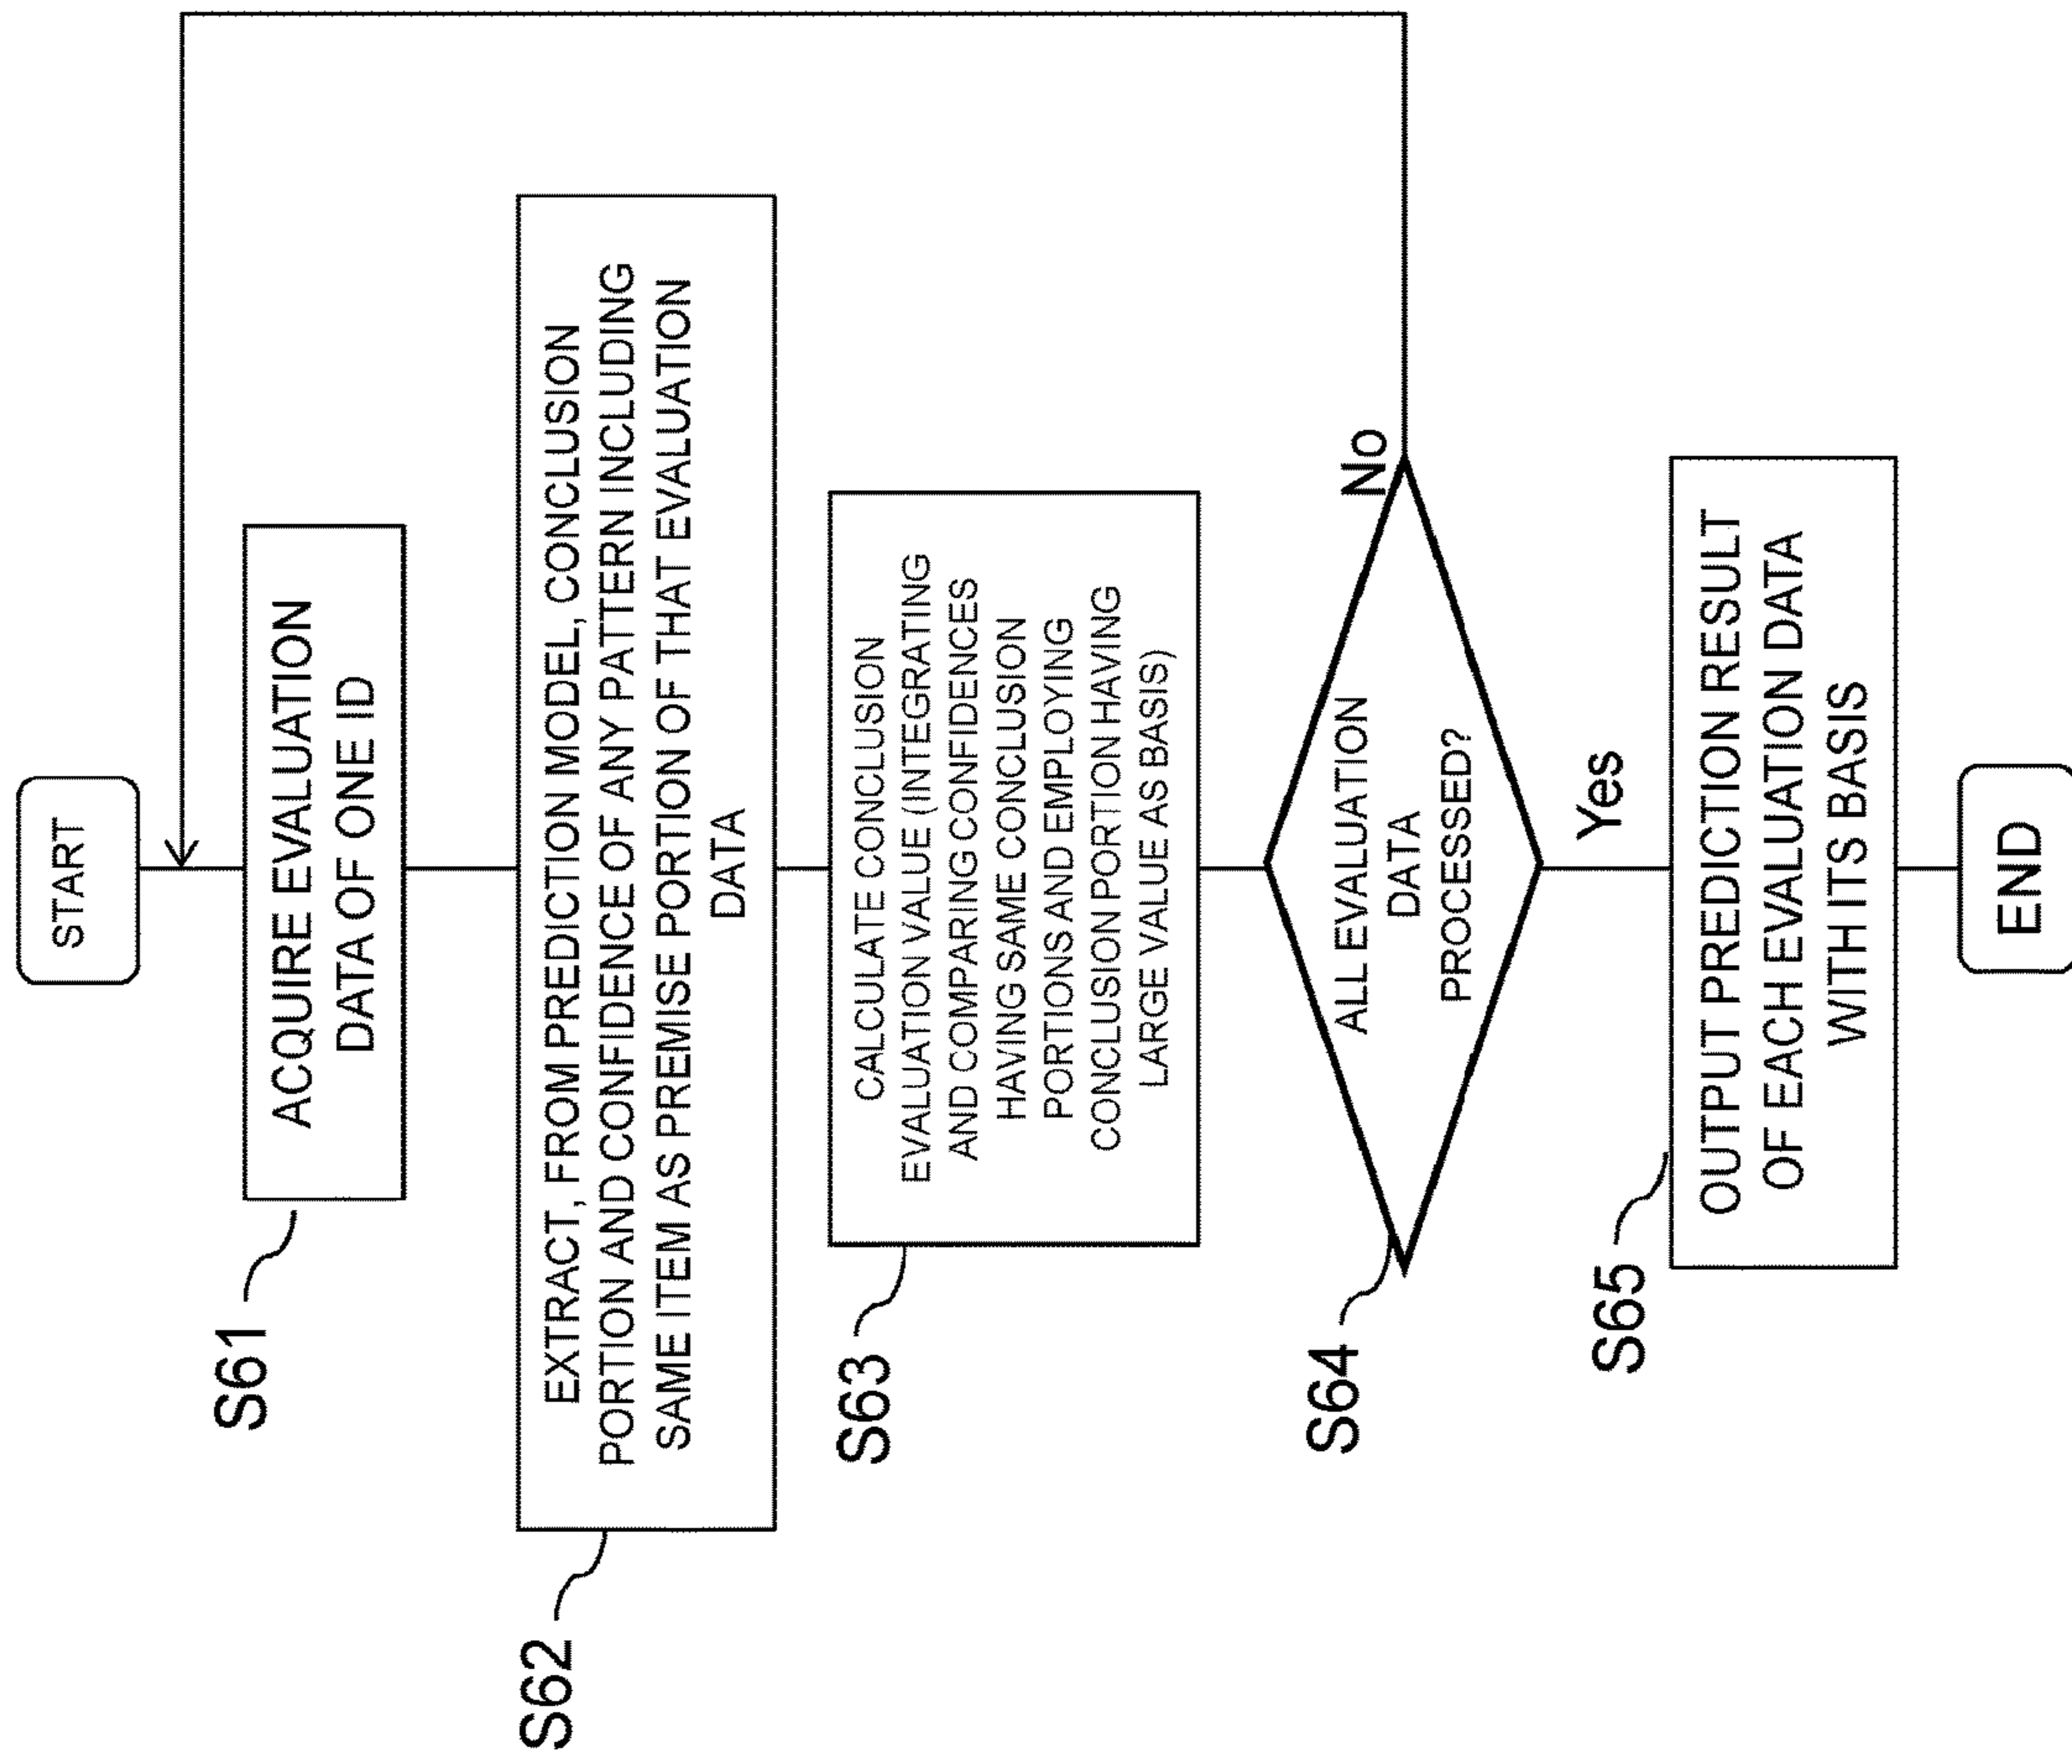 START
S61
ACQUIRE EVALUATION
DATA OF ONE ID
S62
EXTRACT, FROM PREDICTION MODEL, CONCLUSION
PORTION AND CONFIDENCE OF ANY PATTERN INCLUDING
SAME ITEM AS PREMISE PORTION OF THAT EVALUATION
DATA
S63
CALCULATE CONCLUSION
EVALUATION VALUE (INTEGRATING
AND COMPARING CONFIDENCES
HAVING SAME CONCLUSION
PORTIONS AND EMPLOYING
CONCLUSION PORTION HAVING
LARGE VALUE AS BASIS)
S64
ALL EVALUATION
DATA
PROCESSED?
No
Yes
S65
OUTPUT PREDICTION RESULT
OF EACH EVALUATION DATA
WITH ITS BASIS
END